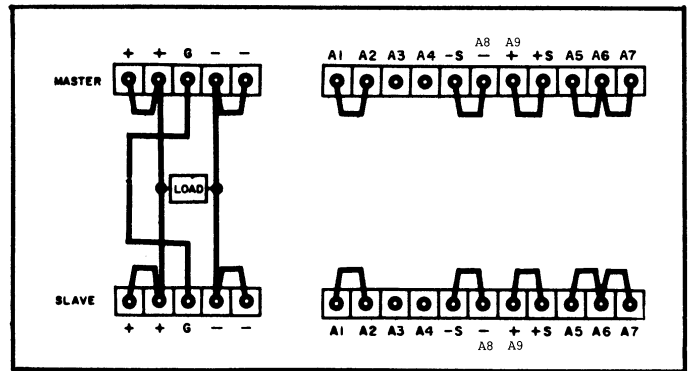 A8 A9
+ + G - - A1 A2 A3 A4 -S - + +S A5 A6 A7
MASTER
LOAD
SLAVE
+ + G - - A1 A2 A3 A4 -S - + +S A5 A6 A7
A8 A9